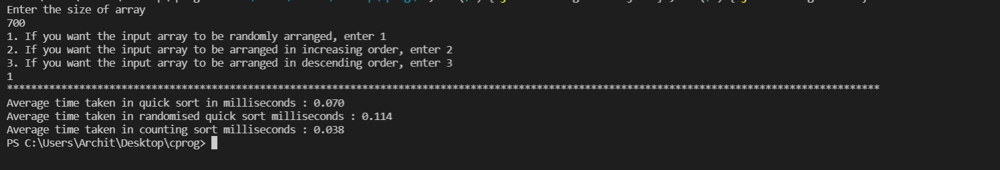 Enter the size of array
700
1. If you want the input array to be randomly arranged, enter 1
2. If you want the input array to be arranged in increasing order, enter 2
3. If you want the input array to be arranged in descending order, enter 3
1
*************************************************************************************************************************************************
Average time taken in quick sort in milliseconds : 0.070
Average time taken in randomised quick sort milliseconds : 0.114
Average time taken in counting sort milliseconds : 0.038
PS C:\Users\Archit\Desktop\cprog>